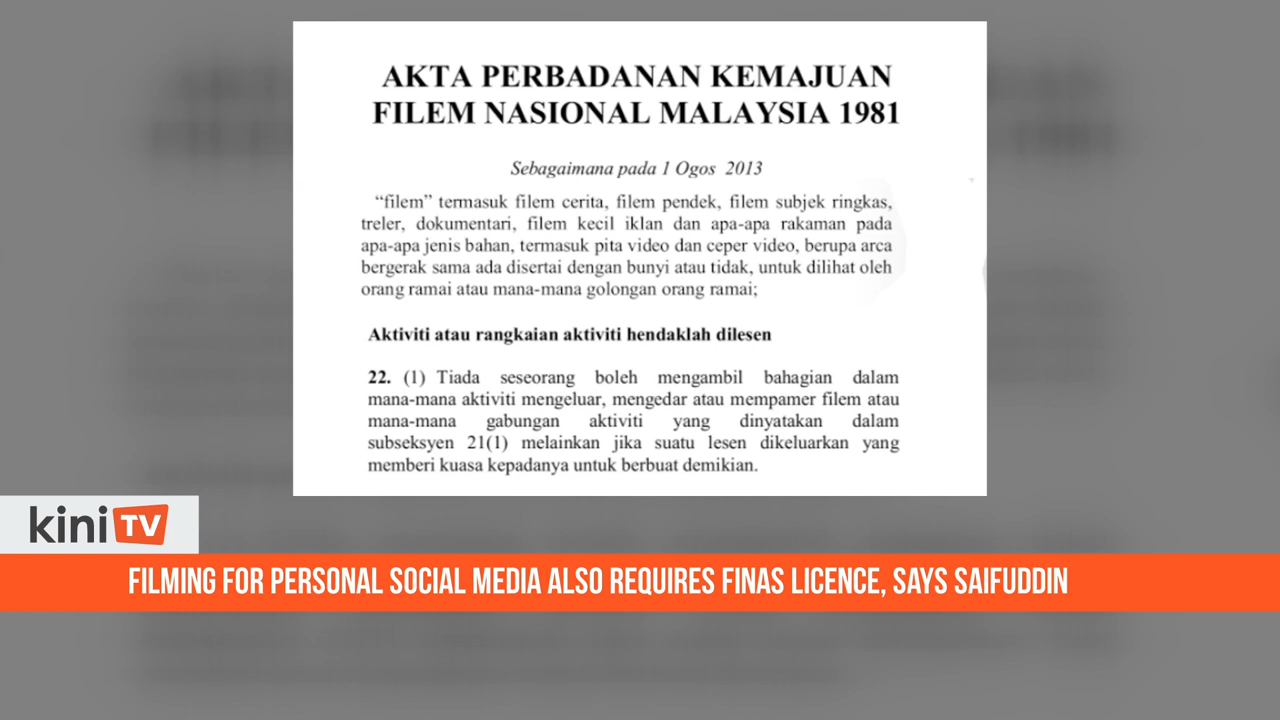 AKTA PERBADANAN KEMAJUAN
FILEM NASIONAL MALAYSIA 1981
Sebagaimana pada 1 Ogos 2013
“filem” termasuk filem cerita, filem pendek, filem subjek ringkas,
treler, dokumentari, filem kecil iklan dan apa-apa rakaman pada
apa-apa jenis bahan, termasuk pita video dan ceper video, berupa arca
bergerak sama ada disertai dengan bunyi atau tidak, untuk dilihat oleh
orang ramai atau mana-mana golongan orang ramai;
Aktiviti atau rangkaian aktiviti hendaklah dilesen
22. (1) Tiada seseorang boleh mengambil bahagian dalam
mana-mana aktiviti mengeluar, mengedar atau mempamer filem atau
mana-mana gabungan aktiviti yang dinyatakan dalam
subseksyen 21(1) melainkan jika suatu lesen dikeluarkan yang
memberi kuasa kepadanya untuk berbuat demikian.
kini TV
FILMING FOR PERSONAL SOCIAL MEDIA ALSO REQUIRES FINAS LICENCE, SAYS SAIFUDDIN